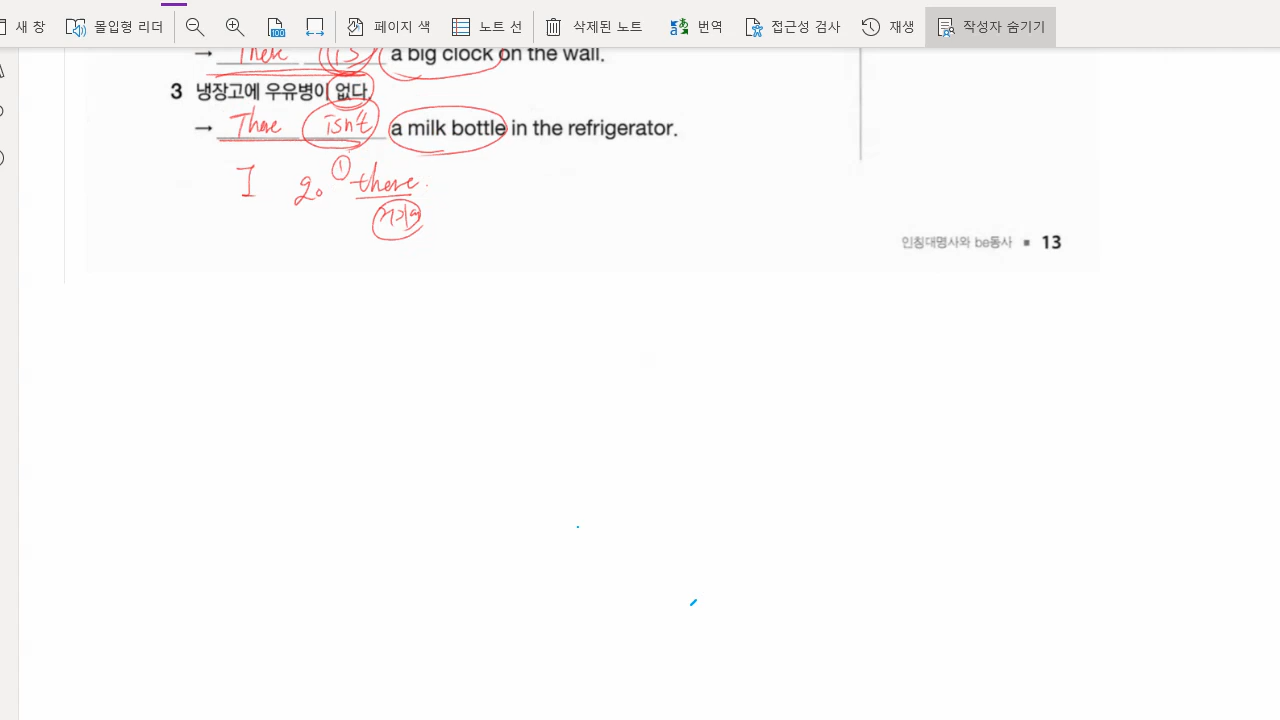 새 창 몰입형 리더 페이지 색 노트 선 삭제된 노트 번역 접근성 검사 재생 작성자 숨기기
→ There is a big clock on the wall.
3 냉장고에 우유병이 없다.
→ There isn't a milk bottle in the refrigerator.
I go ① there.
거기에
인칭대명사와 be동사 ■ 13